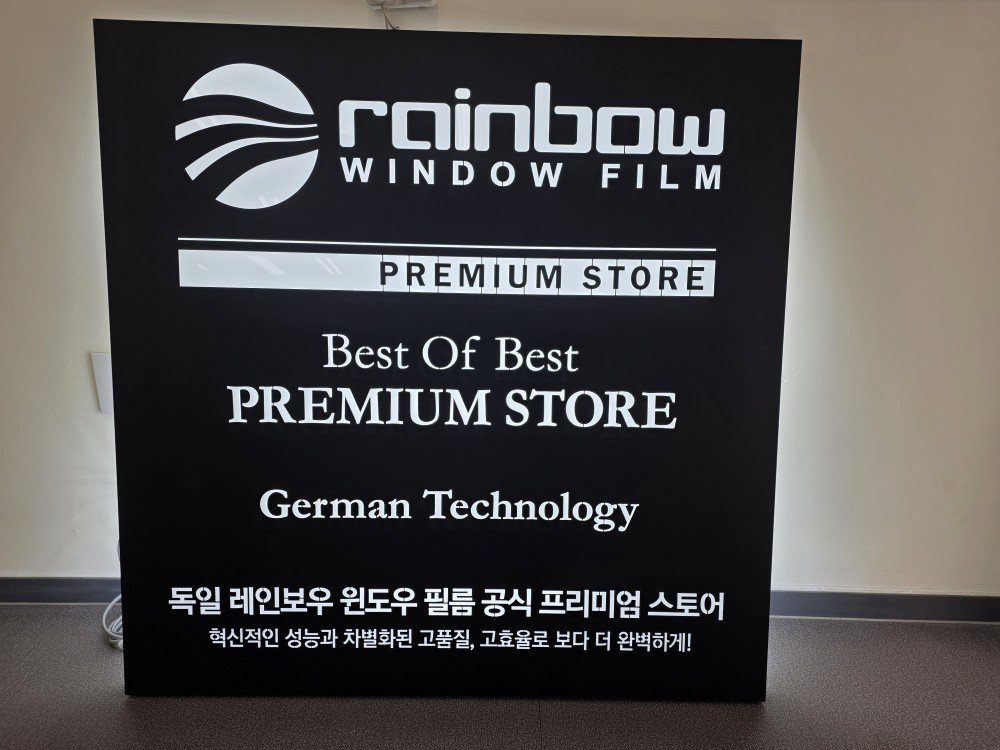 rainbow
WINDOW FILM
PREMIUM STORE
Best Of Best
PREMIUM STORE
German Technology
독일 레인보우 윈도우 필름 공식 프리미엄 스토어
혁신적인 성능과 차별화된 고품질, 고효율로 보다 더 완벽하게!